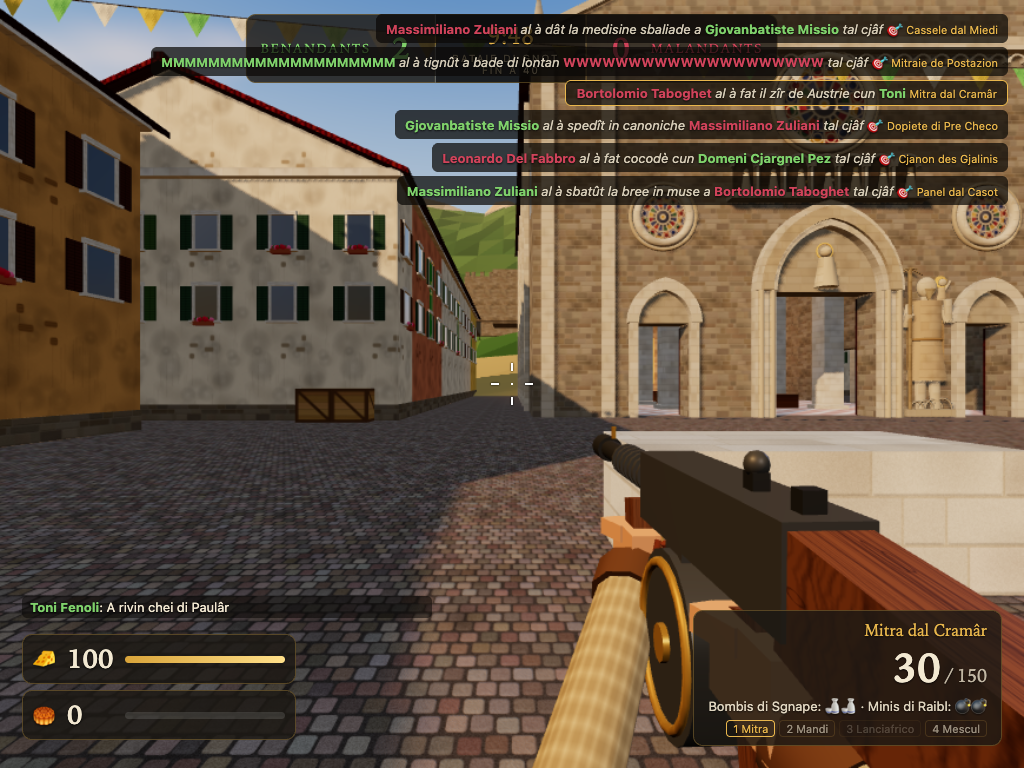 Massimiliano Zuliani al à dât la medisine sbaliade a Gjovanbatiste Missio tal cjâf 🎯 Cassele dal Miedi
BENANDANTS 2 9:48 0 MALANDANTS
MMMMMMMMMMMMMMMMMMMM al à tignût a bade di lontan WWWWWWWWWWWWWWWWWWWW tal cjâf 🎯 Mitraie de Postazion
FIN A 40
Bortolomio Taboghet al à fat il zîr de Austrie cun Toni Mitra dal Cramâr
Gjovanbatiste Missio al à spedît in canoniche Massimiliano Zuliani tal cjâf 🎯 Dopiete di Pre Checo
Leonardo Del Fabbro al à fat cocodè cun Domeni Cjargnel Pez tal cjâf 🎯 Cjanon des Gjalinis
Massimiliano Zuliani al à sbatût la bree in muse a Bortolomio Taboghet tal cjâf 🎯 Panel dal Casot
Toni Fenoli: A rivin chei di Paulâr
100
0
Mitra dal Cramâr
30 / 150
Bombis di Sgnape: · Minis di Raibl:
1 Mitra 2 Mandi 3 Lanciafrico 4 Mescul